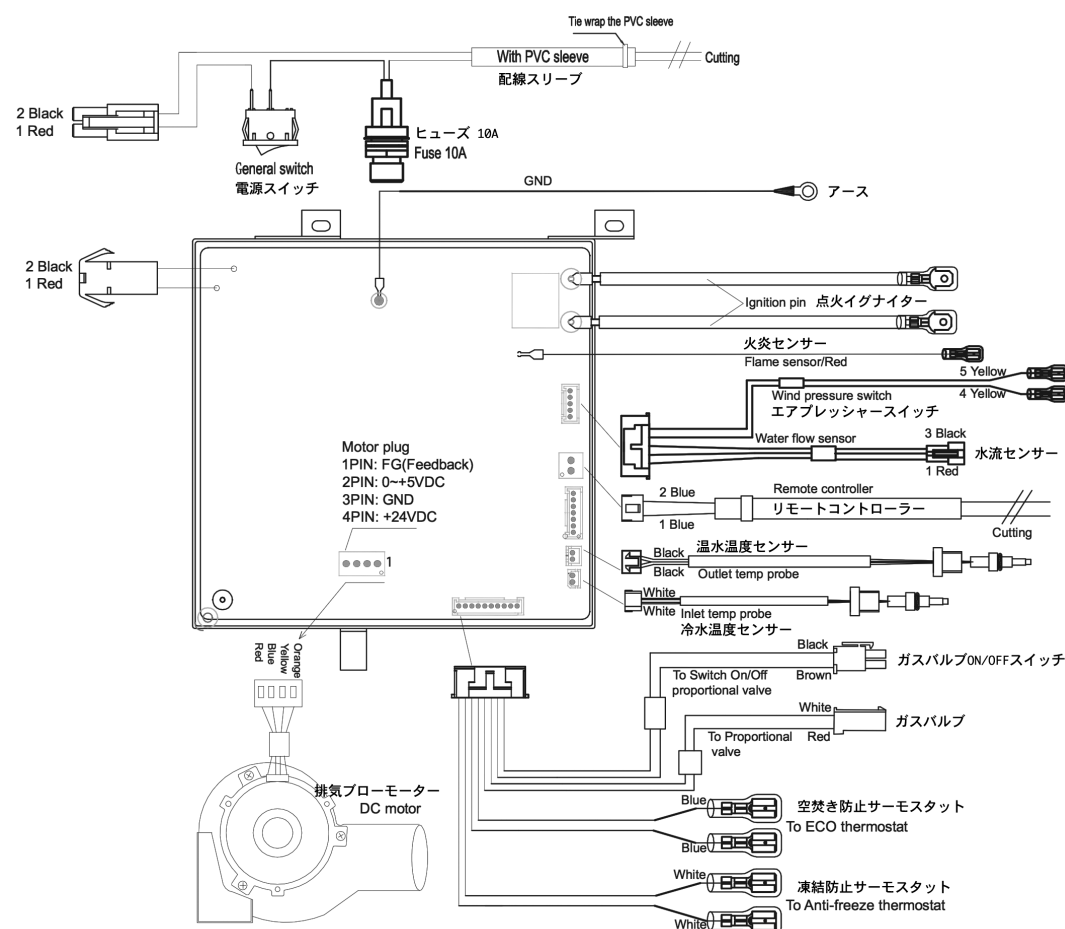 Tie wrap the PVC sleeve
With PVC sleeve
Cutting
配線スリーブ
2 Black
1 Red
ヒューズ 10A
Fuse 10A
General switch
電源スイッチ
GND
アース
2 Black
1 Red
Ignition pin 点火イグナイター
火炎センサー
Flame sensor/Red
5 Yellow
Wind pressure switch
4 Yellow
エアプレッシャースイッチ
Water flow sensor
3 Black
水流センサー
1 Red
Motor plug
1PIN: FG(Feedback)
2PIN: 0~+5VDC
3PIN: GND
4PIN: +24VDC
1
2 Blue
Remote controller
リモートコントローラー
1 Blue
Cutting
温水温度センサー
Black
Black
Outlet temp probe
White
White
Inlet temp probe
冷水温度センサー
Orange
Yellow
Blue
Red
Black
ガスバルブON/OFFスイッチ
To Switch On/Off
proportional valve
Brown
White
ガスバルブ
To Proportional
valve
Red
排気ブローモーター
DC motor
Blue
空焚き防止サーモスタット
To ECO thermostat
Blue
White
凍結防止サーモスタット
To Anti-freeze thermostat
White